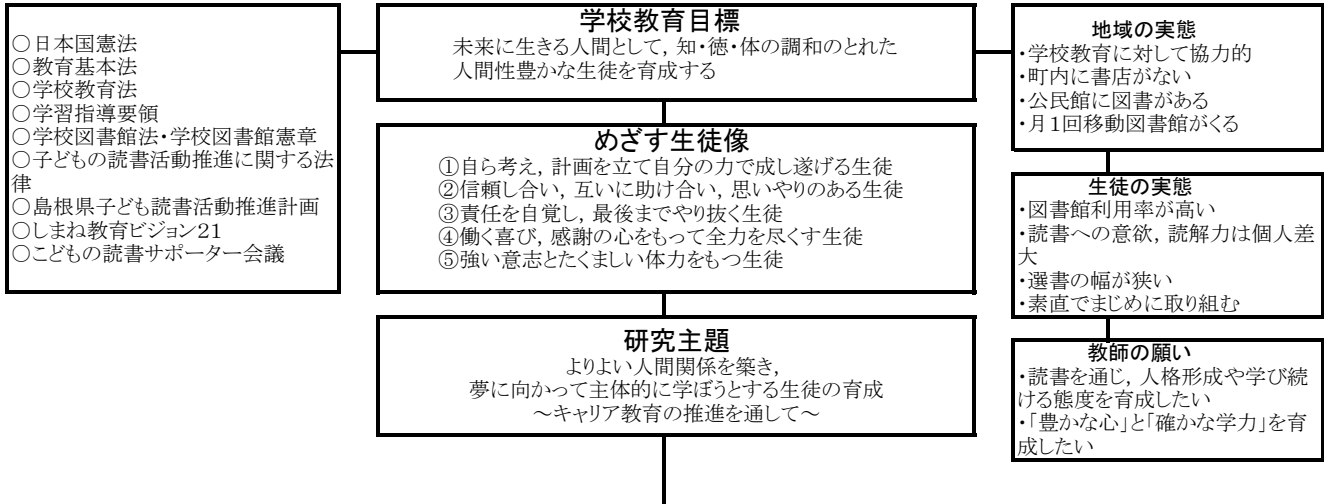 ○日本国憲法
○教育基本法
○学校教育法
○学習指導要領
○学校図書館法・学校図書館憲章
○子どもの読書活動推進に関する法
律
○島根県子ども読書活動推進計画
○しまね教育ビジョン21
○こどもの読書サポーター会議
学校教育目標
未来に生きる人間として，知・徳・体の調和のとれた
人間性豊かな生徒を育成する
めざす生徒像
①自ら考え，計画を立て自分の力で成し遂げる生徒
②信頼し合い，互いに助け合い，思いやりのある生徒
③責任を自覚し，最後までやり抜く生徒
④働く喜び，感謝の心をもって全力を尽くす生徒
⑤強い意志とたくましい体力をもつ生徒
研究主題
よりよい人間関係を築き，
夢に向かって主体的に学ぼうとする生徒の育成
～キャリア教育の推進を通して～
地域の実態
・学校教育に対して協力的
・町内に書店がない
・公民館に図書がある
・月1回移動図書館がくる
生徒の実態
・図書館利用率が高い
・読書への意欲，読解力は個人差
大
・選書の幅が狭い
・素直でまじめに取り組む
教師の願い
・読書を通じ，人格形成や学び続
ける態度を育成したい
・「豊かな心」と「確かな学力」を育
成したい